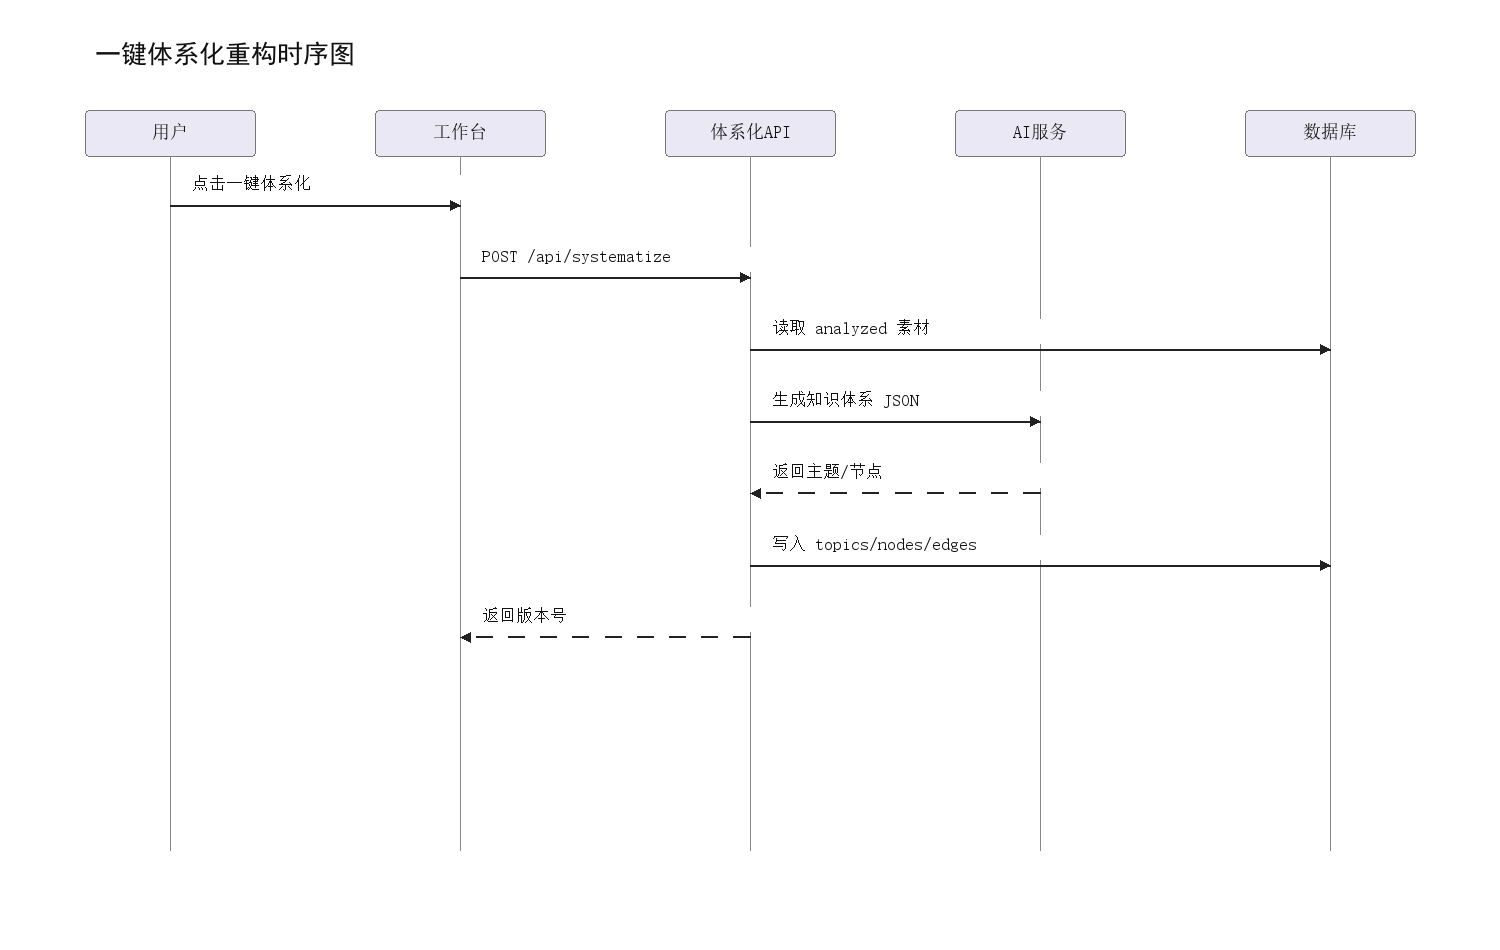 一键体系化重构时序图
用户
工作台
体系化API
AI服务
数据库
点击一键体系化
POST /api/systematize
读取 analyzed 素材
生成知识体系 JSON
返回主题/节点
写入 topics/nodes/edges
返回版本号